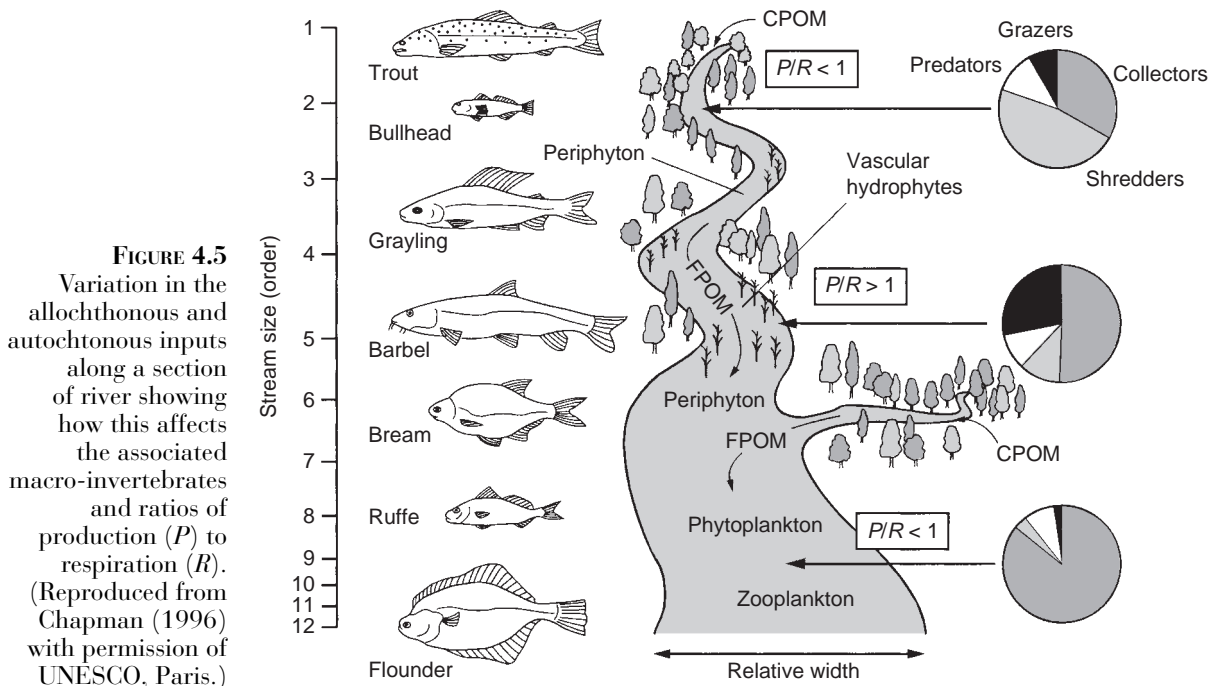 FIGURE 4.5
Variation in the
allochthonous and
autochtonous inputs
along a section
of river showing
how this affects
the associated
macro-invertebrates
and ratios of
production (P) to
respiration (R).
(Reproduced from
Chapman (1996)
with permission of
UNESCO, Paris.)
Stream size (order)
1
2
3
4
5
6
7
8
9
10
11
12
Trout
Bullhead
Grayling
Barbel
Bream
Ruffe
Flounder
CPOM
P/R < 1
Periphyton
Vascular
hydrophytes
FPOM
P/R > 1
Periphyton
FPOM
CPOM
Phytoplankton
P/R < 1
Zooplankton
Relative width
Grazers
Predators
Collectors
Shredders